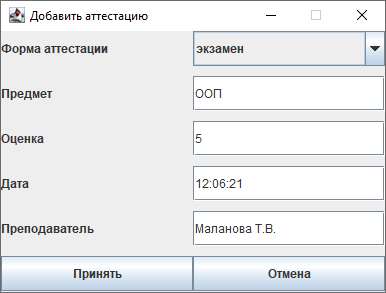 Добавить аттестацию
Форма аттестации экзамен
Предмет ООП
Оценка 5
Дата 12:06:21
Преподаватель Маланова Т.В.
Принять Отмена